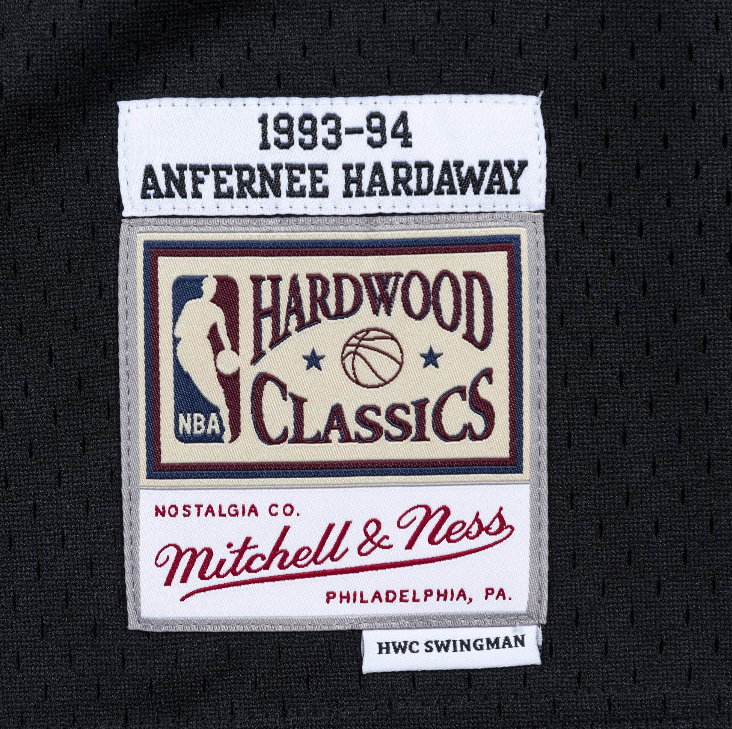 1993-94
ANFERNEE HARDAWAY
HARDWOOD
CLASSICS
NBA
NOSTALGIA CO.
Mitchell & Ness
PHILADELPHIA, PA.
HWC SWINGMAN